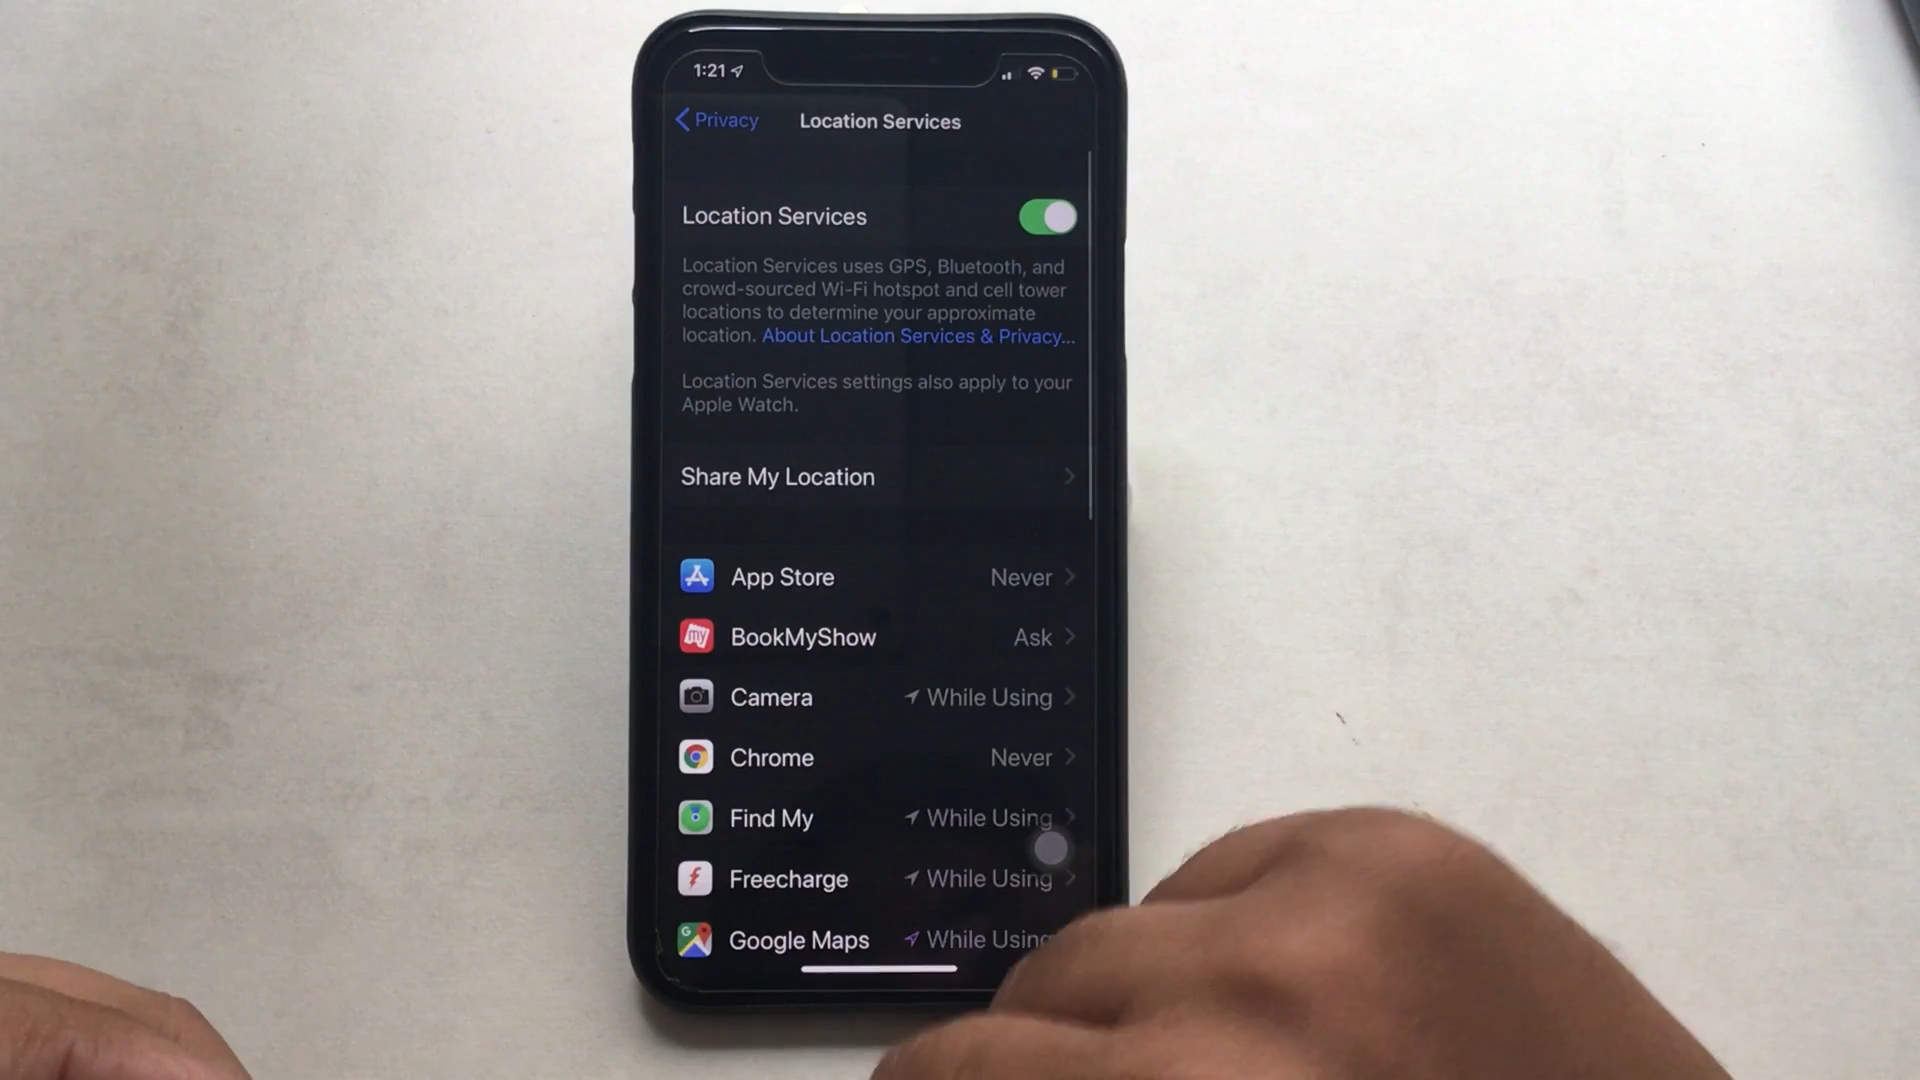 1:21
Privacy
Location Services
Location Services
Location Services uses GPS, Bluetooth, and
crowd-sourced Wi-Fi hotspot and cell tower
locations to determine your approximate
location. About Location Services & Privacy...
Location Services settings also apply to your
Apple Watch.
Share My Location
App Store Never
my BookMyShow Ask
Camera While Using
Chrome Never
Find My While Using
Freecharge While Using
G Google Maps While Using